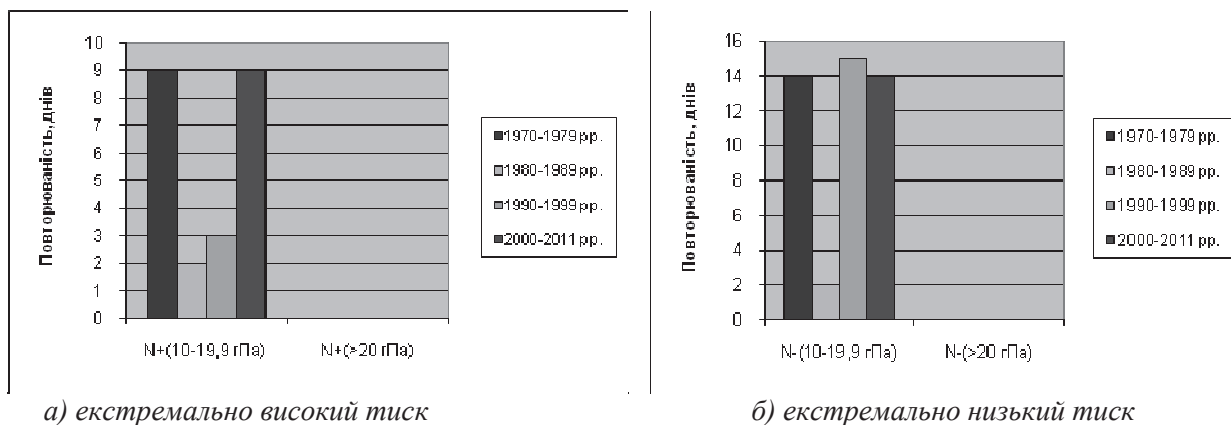 Повторюваність, днів
10
9
8
7
6
5
4
3
2
1
0
N+(10-19,9 гПа) N+(>20 гПа)
1970-1979 рр.
1980-1989 рр.
1990-1999 рр.
2000-2011 рр.
а) екстремально високий тиск
Повторюваність, днів
16
14
12
10
8
6
4
2
0
N-(10-19,9 гПа) N-(>20 гПа)
1970-1979 рр.
1980-1989 рр.
1990-1999 рр.
2000-2011 рр.
б) екстремально низький тиск